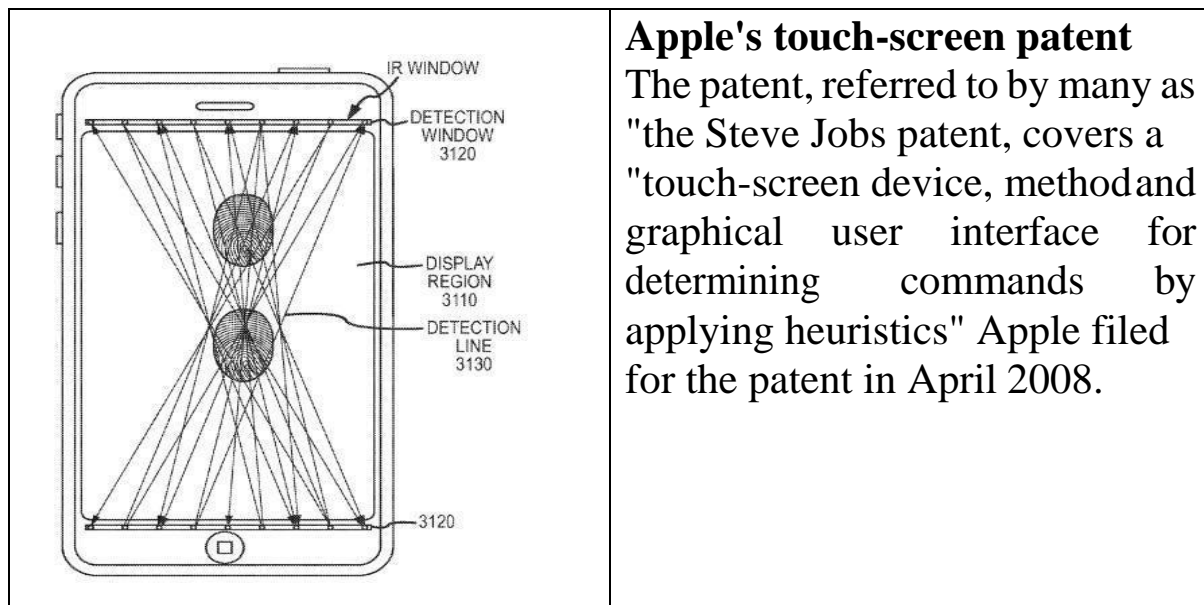 IR WINDOW
DETECTION
WINDOW
3120
DISPLAY
REGION
3110
DETECTION
LINE
3130
3120
Apple's touch-screen patent
The patent, referred to by many as
"the Steve Jobs patent, covers a
"touch-screen device, methodand
graphical user interface for
determining commands by
applying heuristics" Apple filed
for the patent in April 2008.